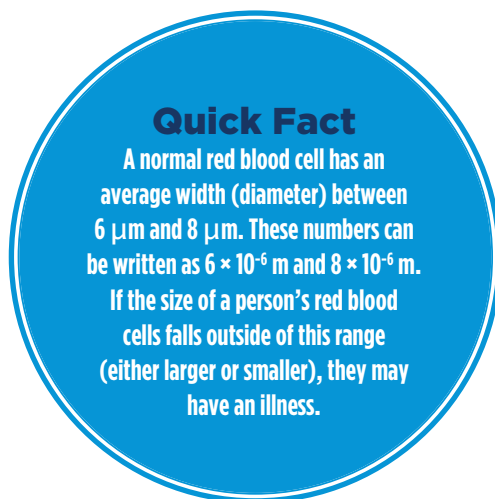 Quick Fact
A normal red blood cell has an
average width (diameter) between
6 μm and 8 μm. These numbers can
be written as 6 × 10⁻⁶ m and 8 × 10⁻⁶ m.
If the size of a person’s red blood
cells falls outside of this range
(either larger or smaller), they may
have an illness.